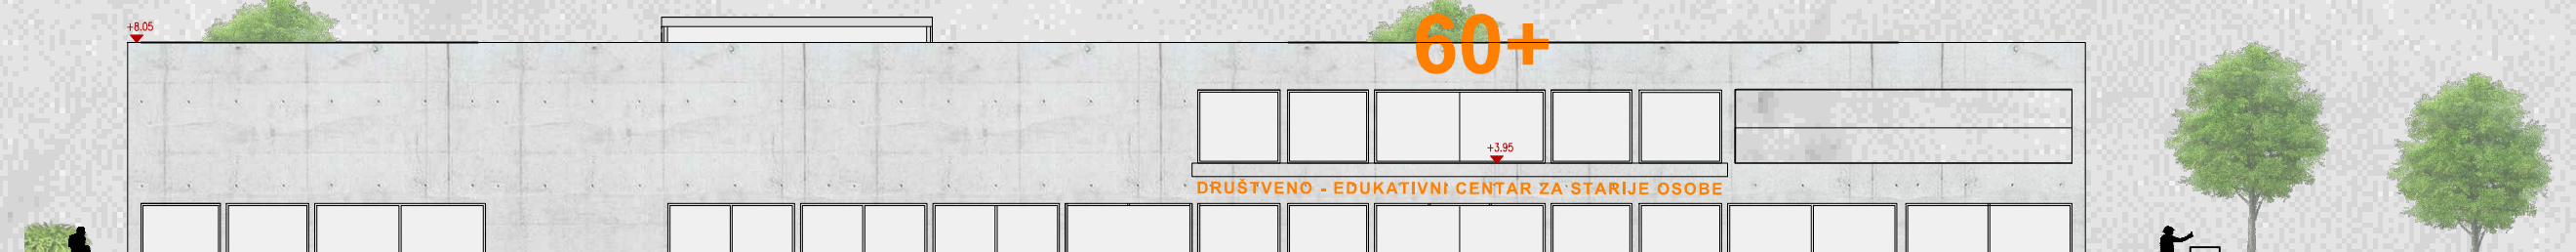 +8.05
60+
+3.95
DRUŠTVENO - EDUKATIVNI CENTAR ZA STARIJE OSOBE